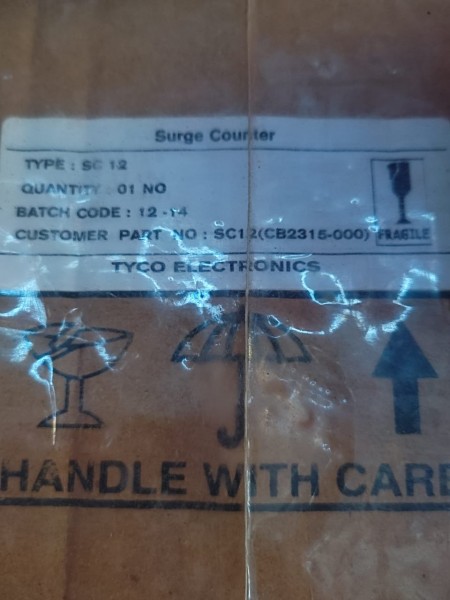 Surge Counter
TYPE : SC 12
QUANTITY : 01 NO
BATCH CODE : 12 -14
CUSTOMER PART NO : SC12(CB2315-000)
FRAGILE
TYCO ELECTRONICS
HANDLE WITH CARE